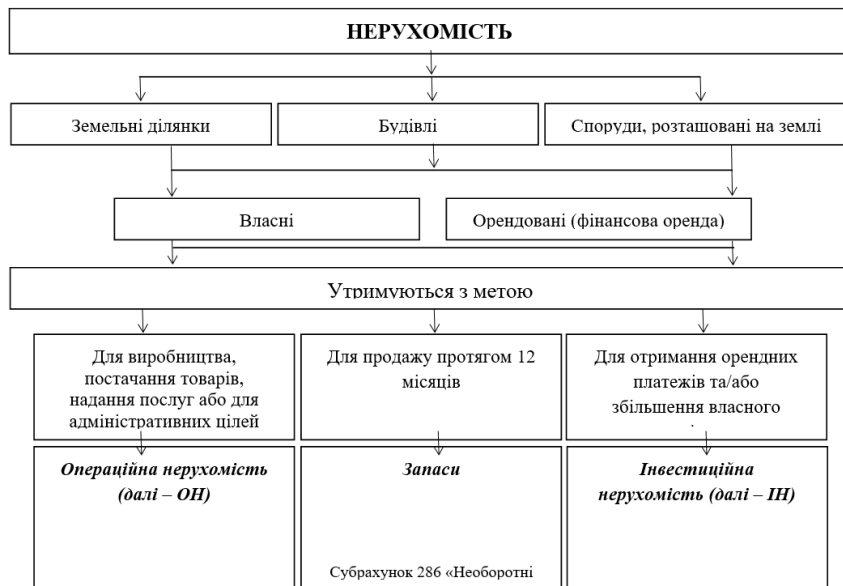 НЕРУХОМІСТЬ
Земельні ділянки
Будівлі
Споруди, розташовані на землі
Власні
Орендовані (фінансова оренда)
Утримуються з метою
Для виробництва,
постачання товарів,
надання послуг або для
адміністративних цілей
Для продажу протягом 12
місяців
Для отримання орендних
платежів та/або
збільшення власного
Операційна нерухомість
(далі – ОН)
Запаси
Субрахунок 286 «Необоротні
Інвестиційна
нерухомість (далі – ІН)